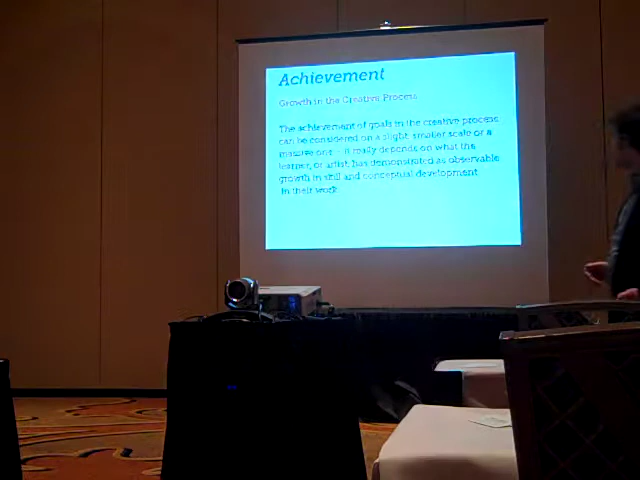 Achievement
Growth in the Creative Process
The achievement of goals in the creative process
can be considered on a slight, smaller scale or a
massive one - it really depends on what the
learner, or artist, has demonstrated as observable
growth in skill and conceptual development
in their work.